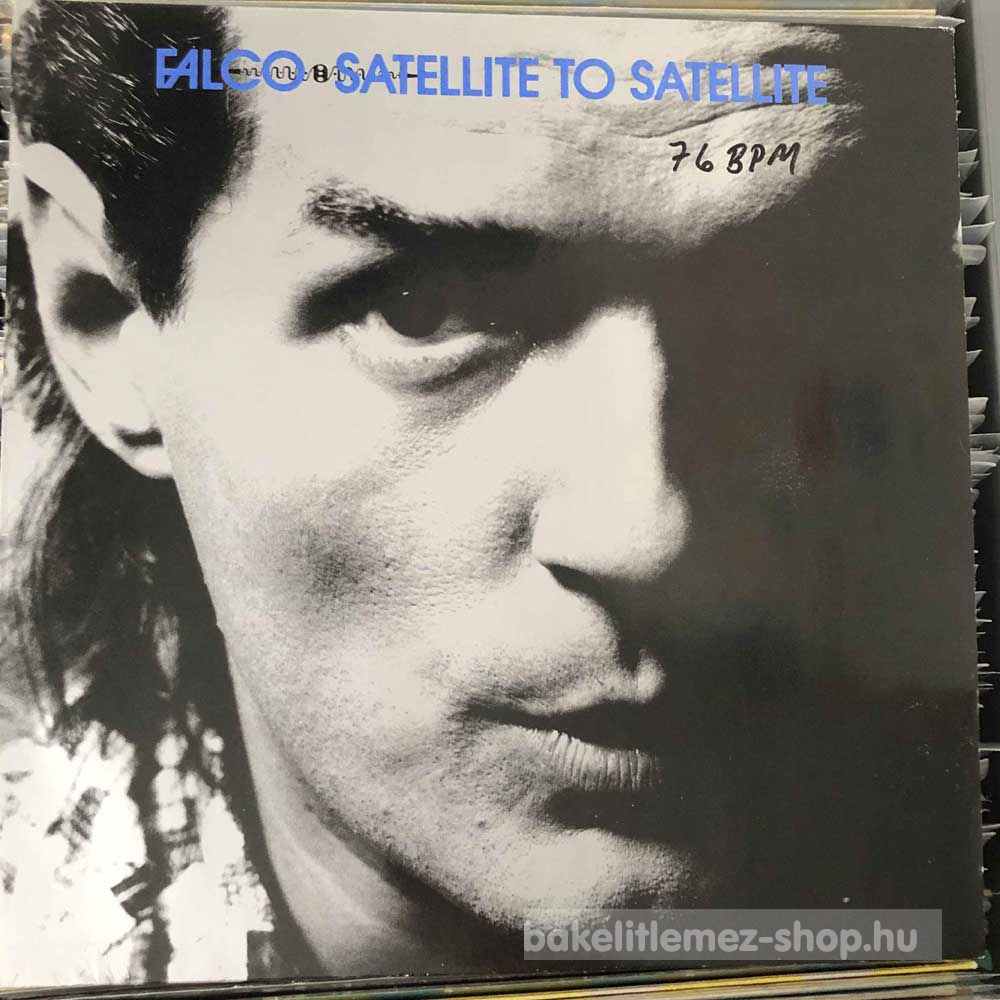 FALCO SATELLITE TO SATELLITE
76 BPM
bakelitlemez-shop.hu